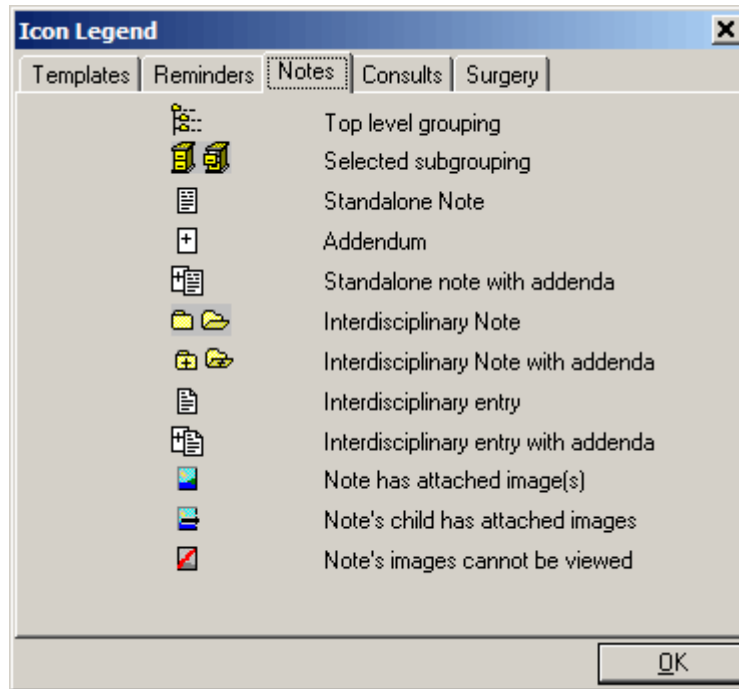 Icon Legend
Templates Reminders Notes Consults Surgery
Top level grouping
Selected subgrouping
Standalone Note
Addendum
Standalone note with addenda
Interdisciplinary Note
Interdisciplinary Note with addenda
Interdisciplinary entry
Interdisciplinary entry with addenda
Note has attached image(s)
Note's child has attached images
Note's images cannot be viewed
OK